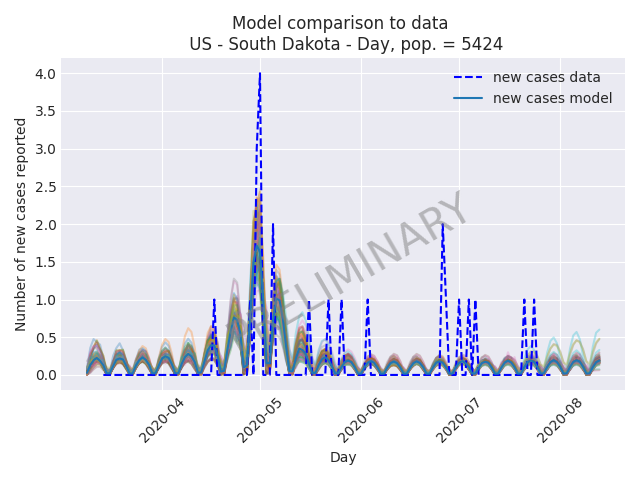 Model comparison to data
US - South Dakota - Day, pop. = 5424
new cases data
new cases model
PRELIMINARY
Number of new cases reported
4.0
3.5
3.0
2.5
2.0
1.5
1.0
0.5
0.0
2020-04
2020-05
2020-06
2020-07
2020-08
Day